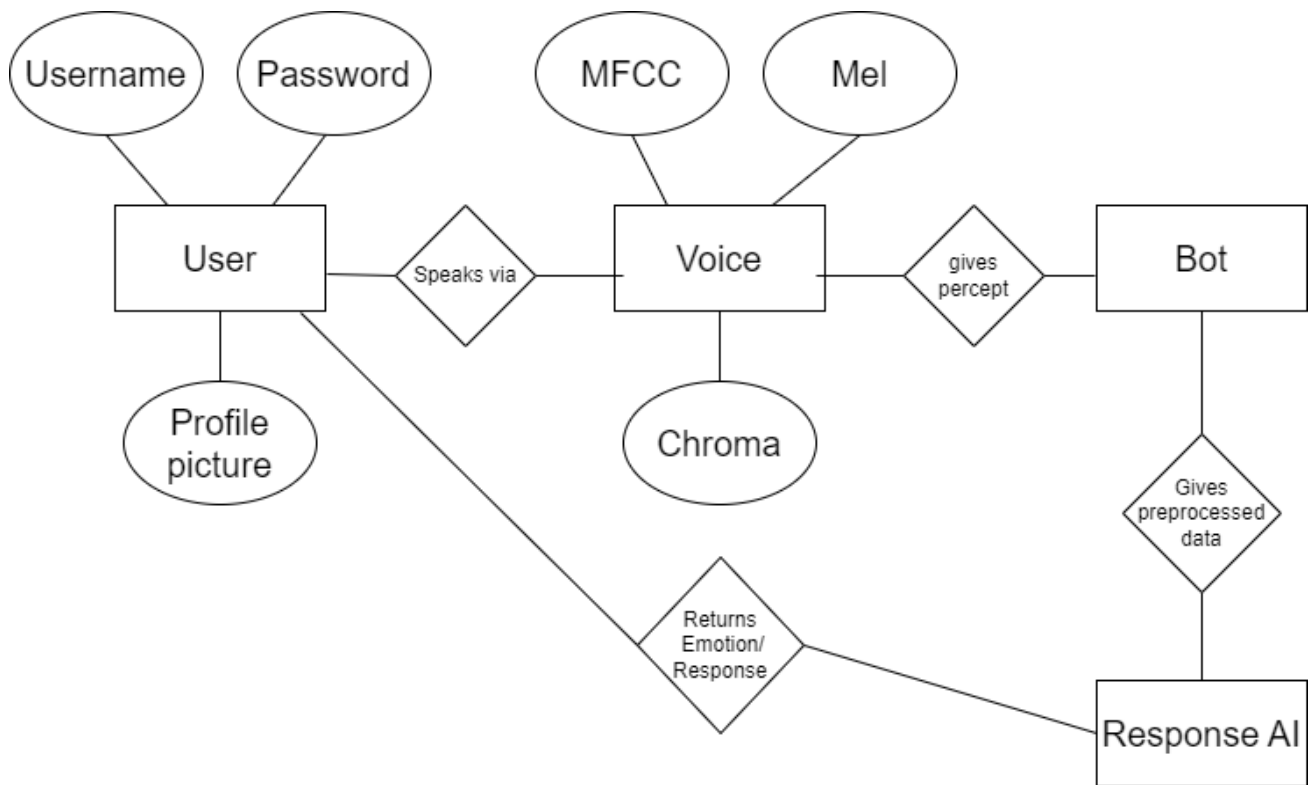 Username
Password
MFCC
Mel
User
Speaks via
Voice
gives
percept
Bot
Profile
picture
Chroma
Gives
preprocessed
data
Returns
Emotion/
Response
Response AI